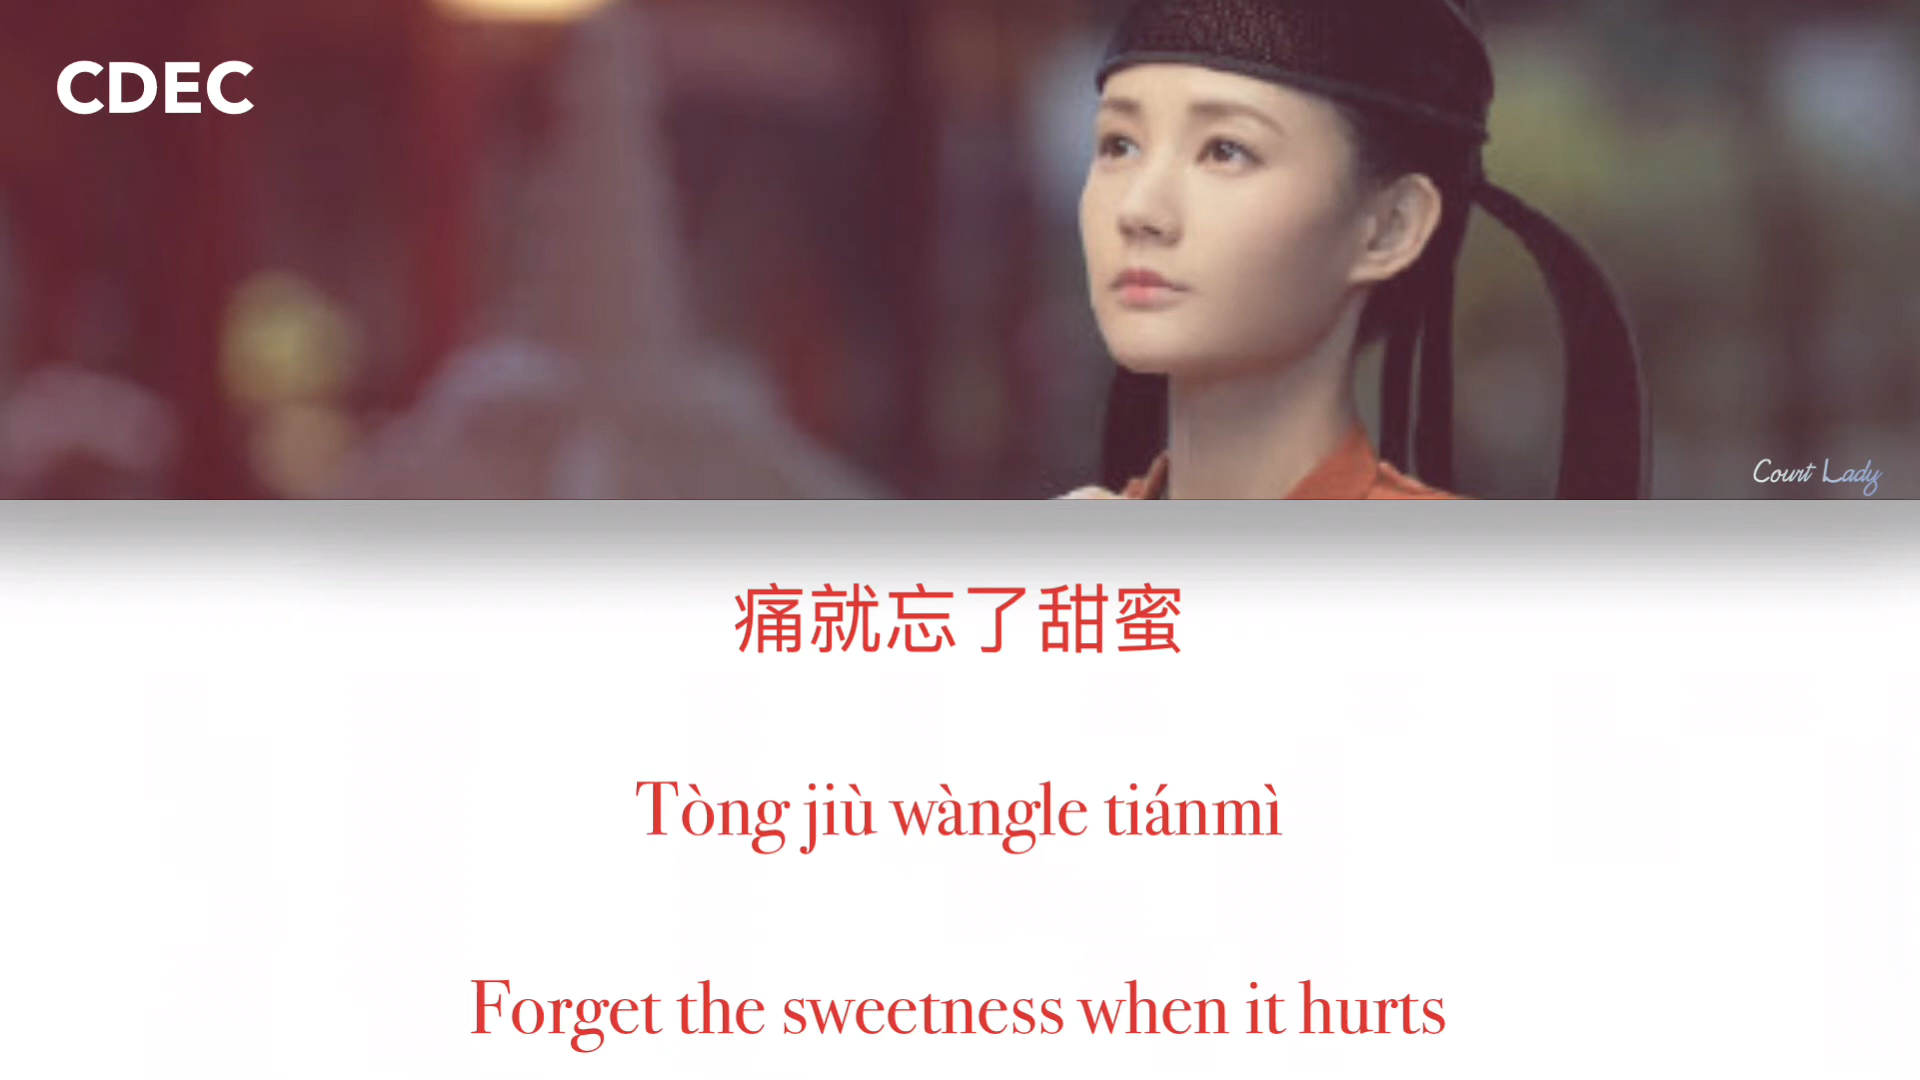 CDEC
Court Lady
痛就忘了甜蜜
Tòng jiù wàngle tiánmì
Forget the sweetness when it hurts